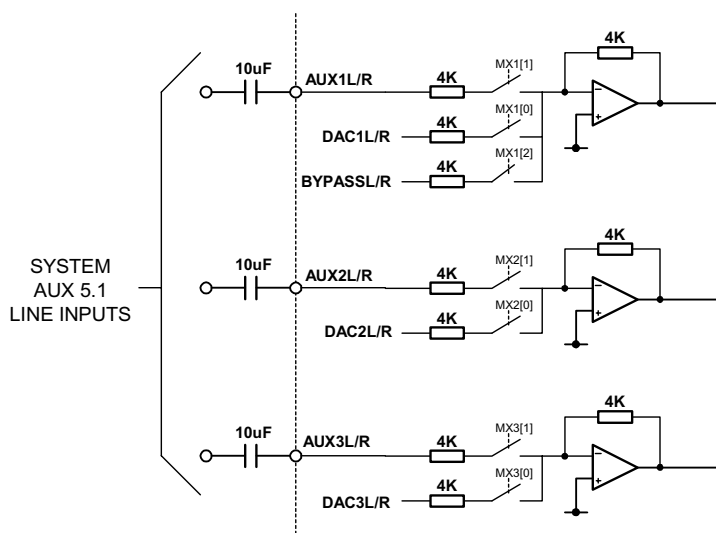 4K
10uF
AUX1L/R
MX1[1]
4K
MX1[0]
DAC1L/R
4K
MX1[2]
BYPASSL/R
4K
SYSTEM
AUX 5.1
LINE INPUTS
4K
10uF
AUX2L/R
MX2[1]
4K
MX2[0]
DAC2L/R
4K
4K
10uF
AUX3L/R
MX3[1]
4K
MX3[0]
DAC3L/R
4K